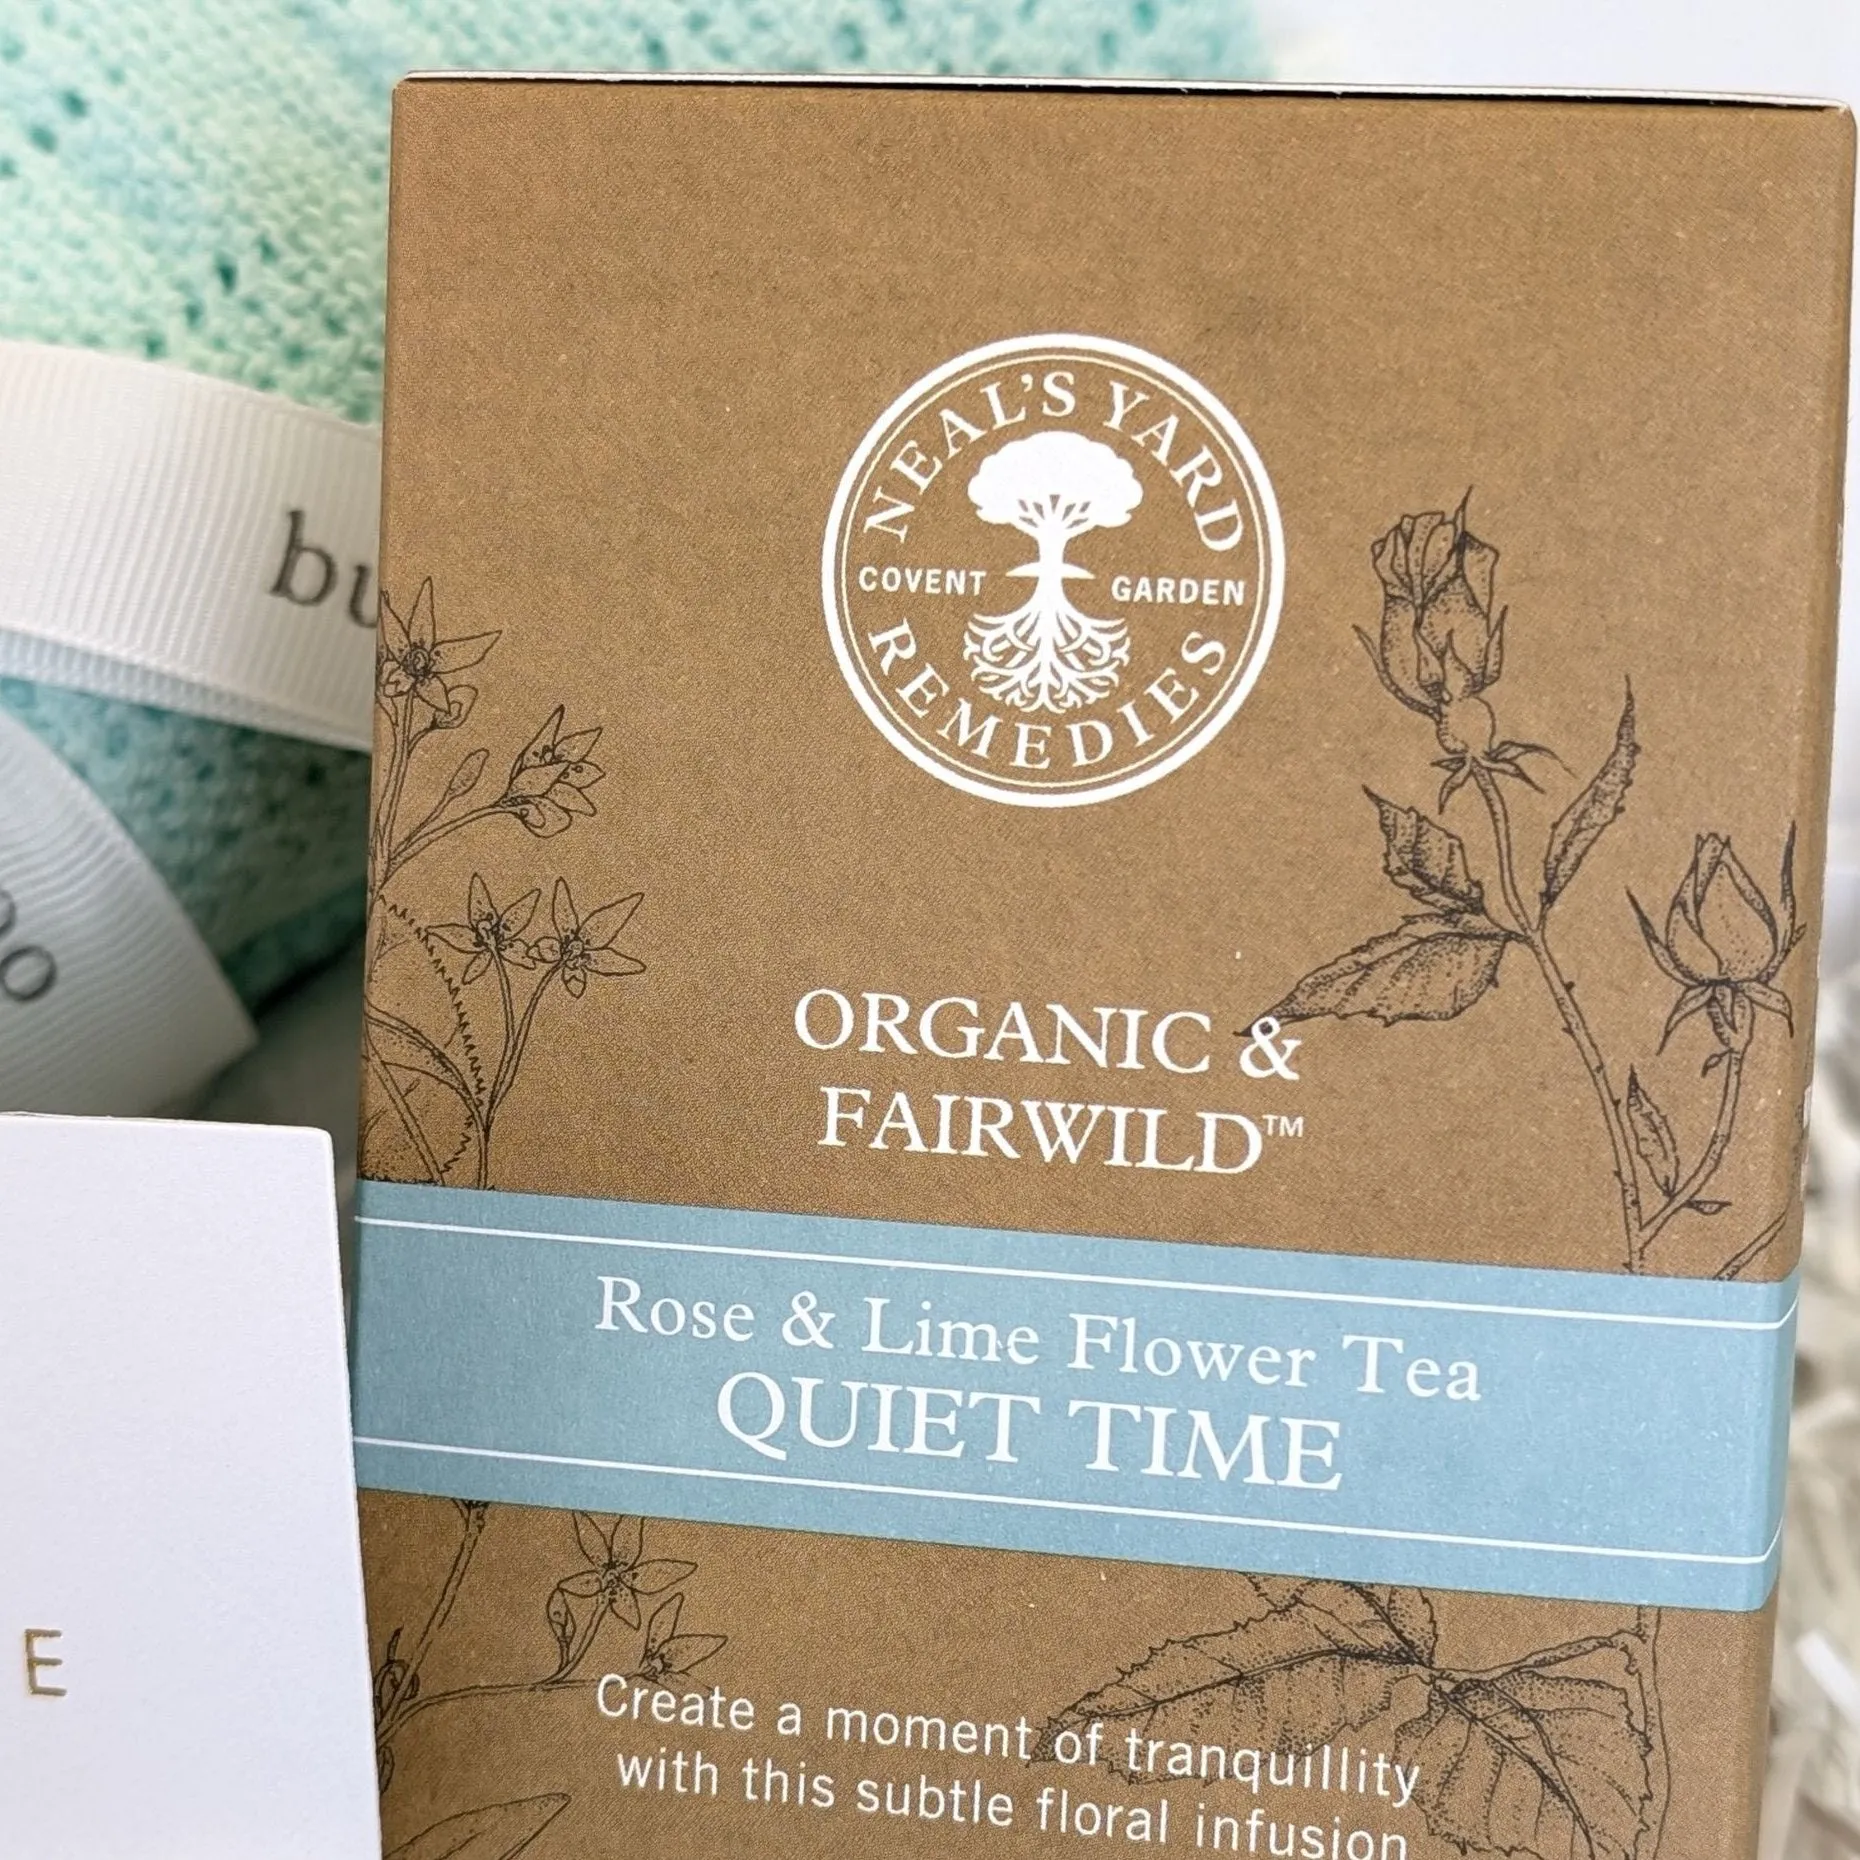 NEAL'S YARD
COVENT GARDEN
REMEDIES
ORGANIC &
FAIRWILD™
Rose & Lime Flower Tea
QUIET TIME
Create a moment of tranquillity
with this subtle floral infusion
E